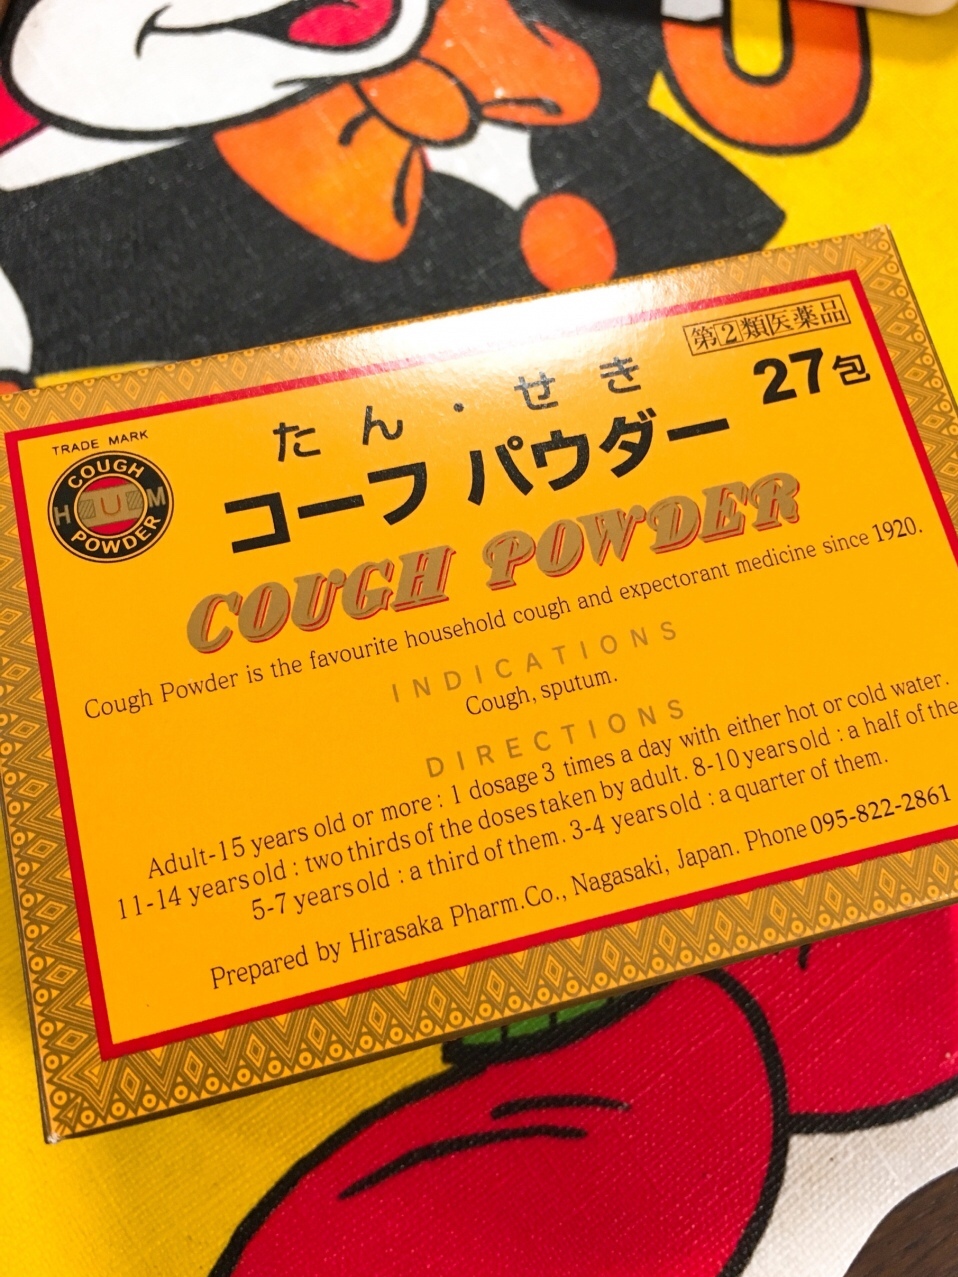 第②類医薬品
27包
たん・せき
コーフ パウダー
TRADE MARK
COUGH
H U M
POWDER
COUGH POWDER
Cough Powder is the favourite household cough and expectorant medicine since 1920.
INDICATIONS
Cough, sputum.
DIRECTIONS
Adult-15 years old or more : 1 dosage 3 times a day with either hot or cold water.
11-14 years old : two thirds of the doses taken by adult. 8-10 years old : a half of the
5-7 years old : a third of them. 3-4 years old : a quarter of them.
Prepared by Hirasaka Pharm.Co., Nagasaki, Japan. Phone 095-822-2861